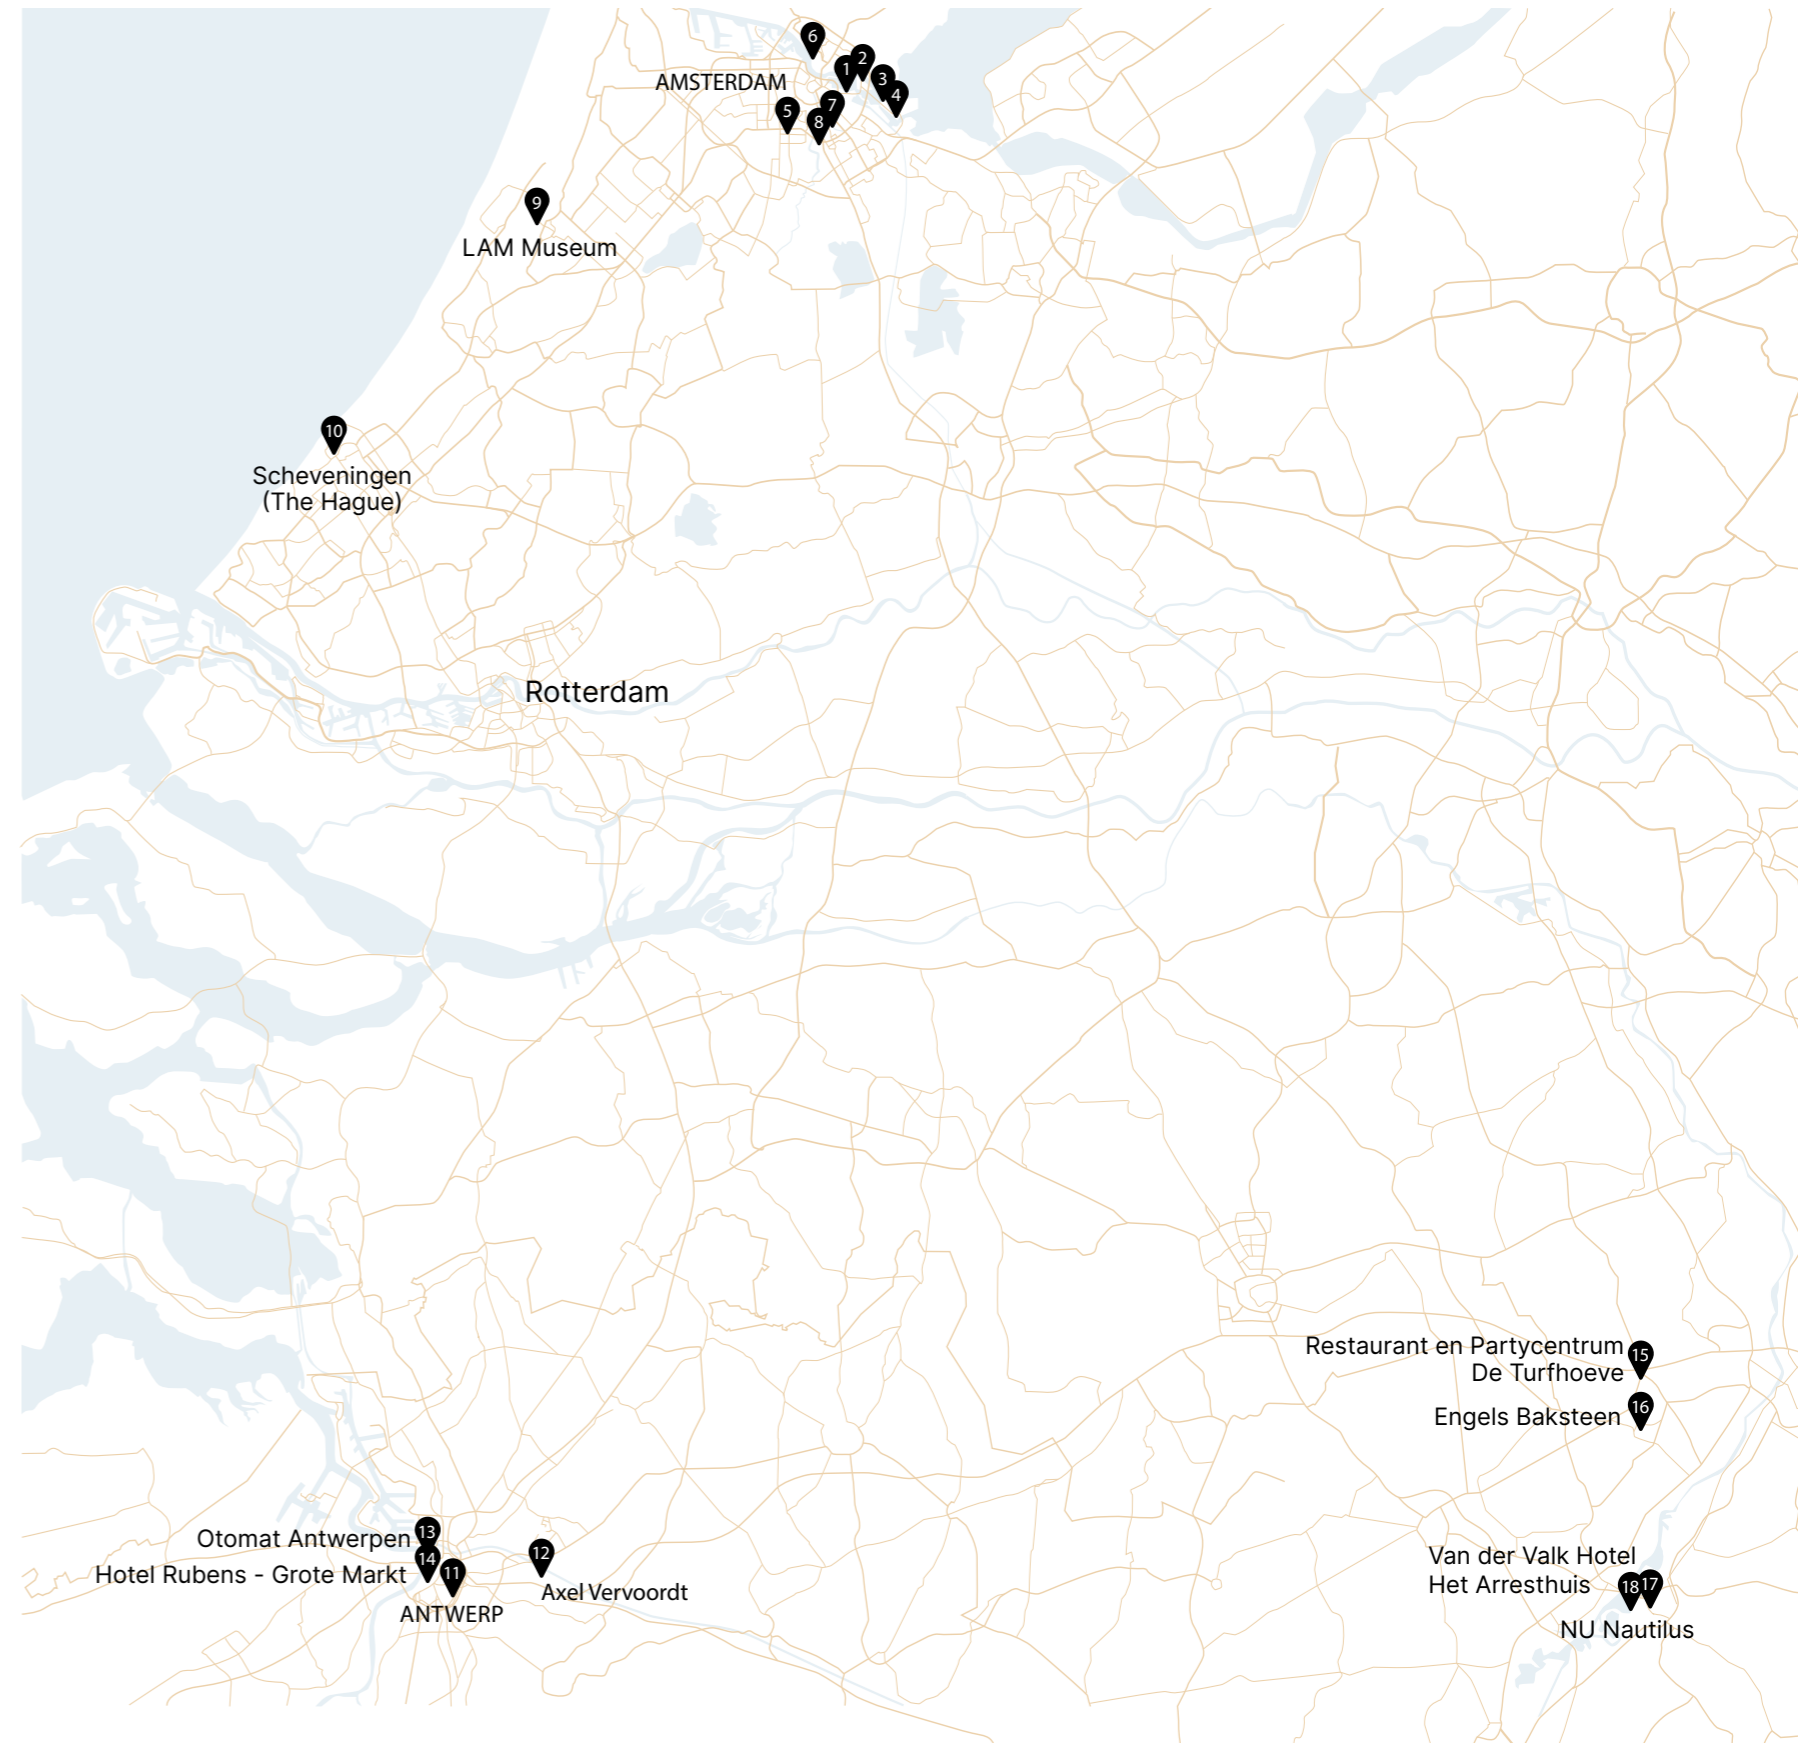 6
2
1
3
AMSTERDAM
4
5
7
8
9
LAM Museum
10
Scheveningen
(The Hague)
Rotterdam
Restaurant en Partycentrum
De Turfhoeve
15
Engels Baksteen
16
Otomat Antwerpen
13
Hotel Rubens - Grote Markt
14
11
ANTWERP
12
Axel Vervoordt
Van der Valk Hotel
Het Arresthuis
18
17
NU Nautilus